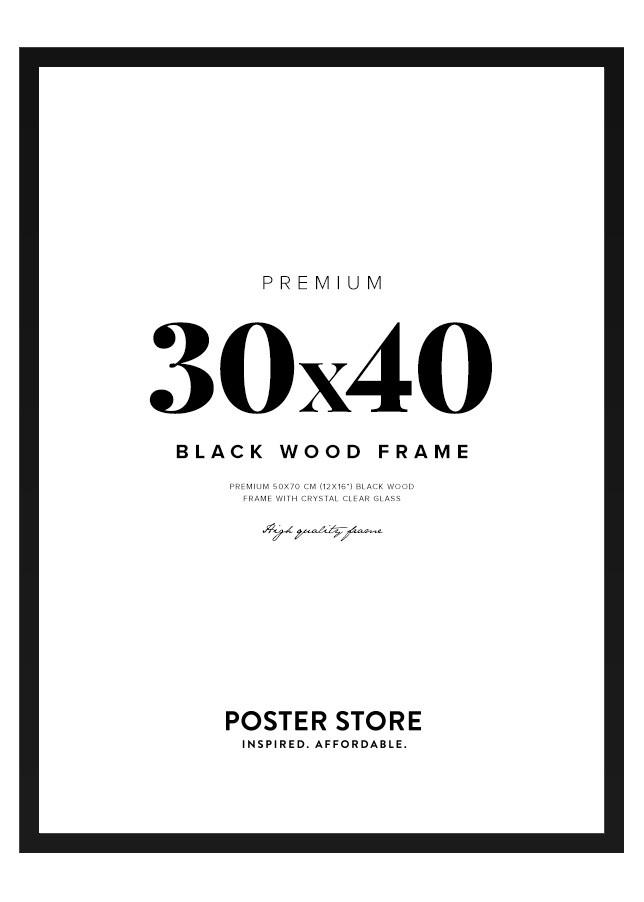 PREMIUM
30x40
BLACK WOOD FRAME
PREMIUM 50X70 CM (12X16") BLACK WOOD
FRAME WITH CRYSTAL CLEAR GLASS
High quality frame
POSTER STORE
INSPIRED. AFFORDABLE.